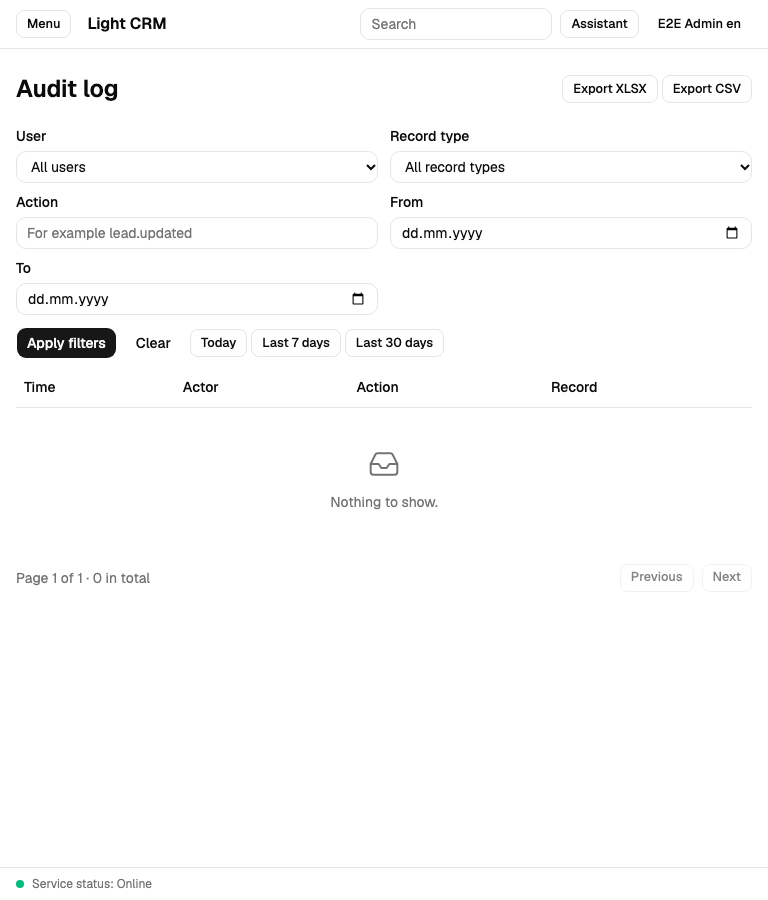 Menu Light CRM Search Assistant E2E Admin en
Audit log Export XLSX Export CSV
User Record type
All users All record types
Action From
For example lead.updated dd.mm.yyyy
To
dd.mm.yyyy
Apply filters Clear Today Last 7 days Last 30 days
Time Actor Action Record
Nothing to show.
Page 1 of 1 · 0 in total Previous Next
Service status: Online